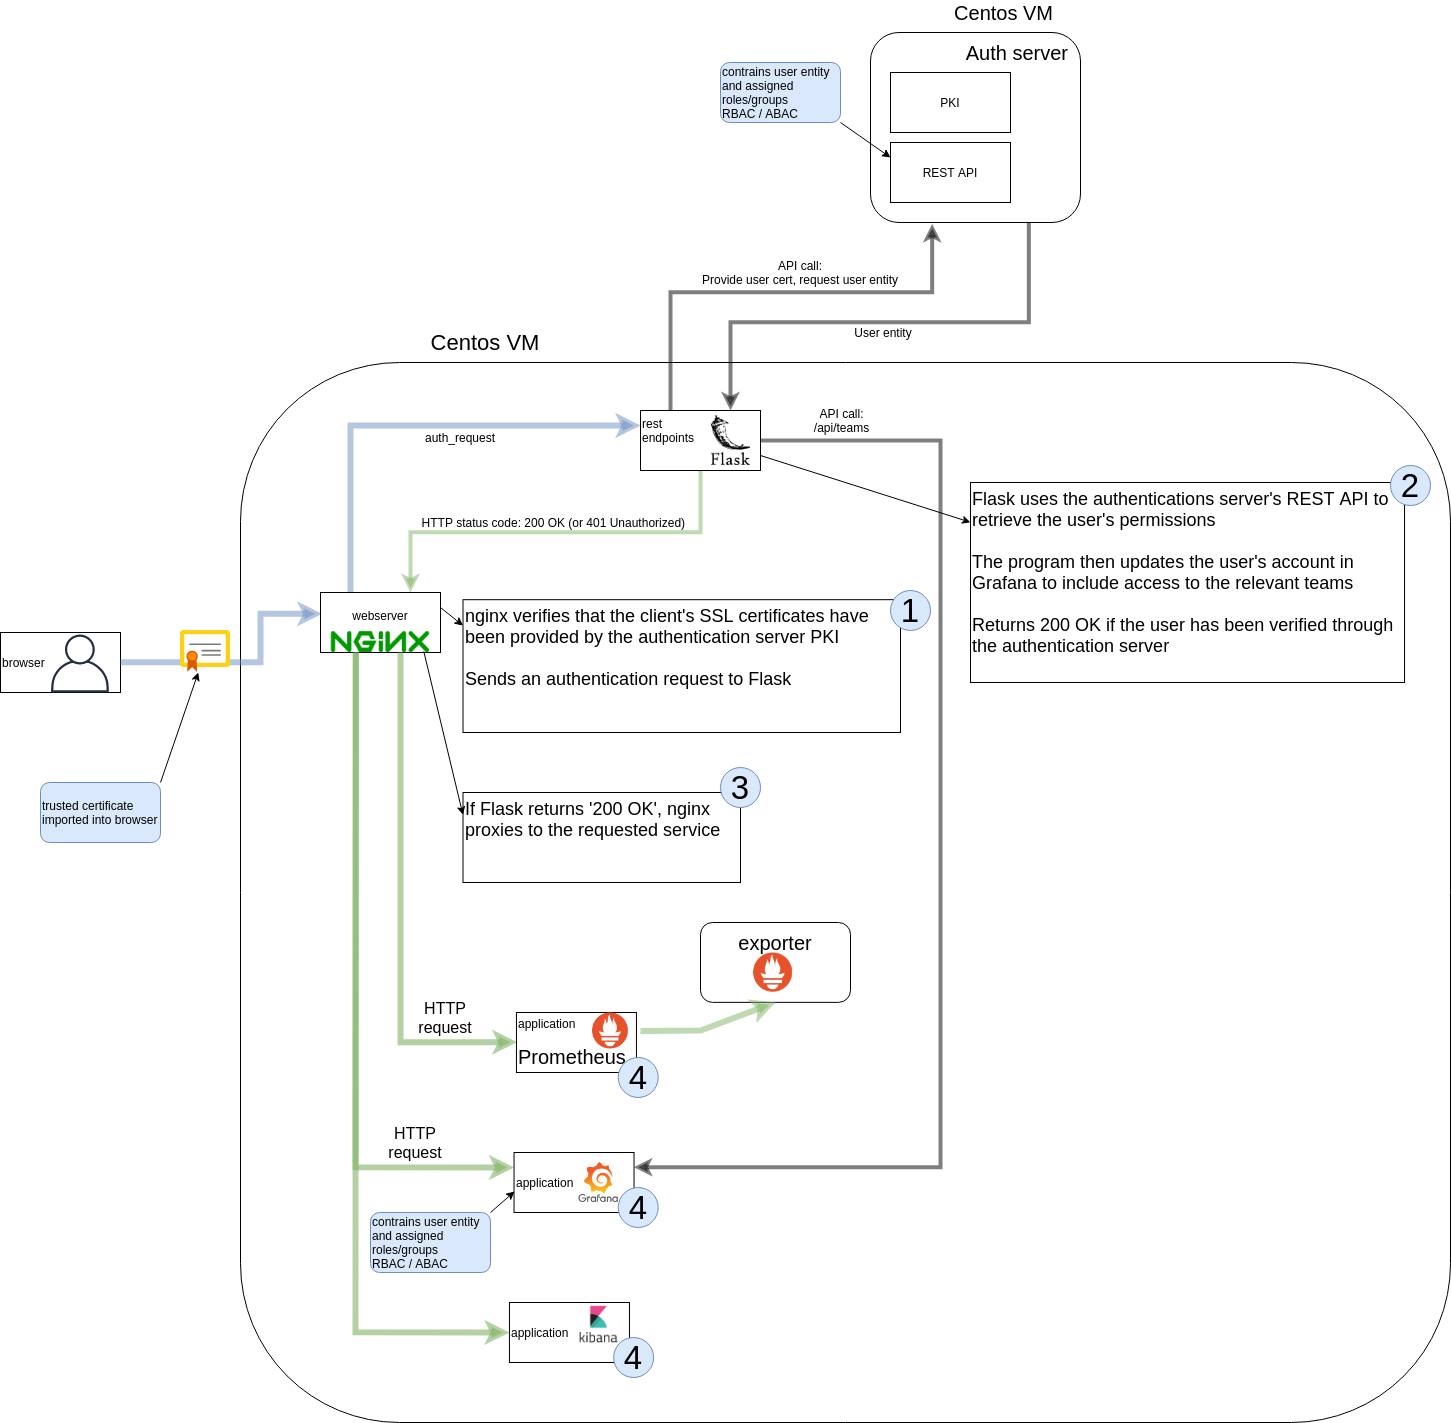 Centos VM
Auth server
contrains user entity
and assigned
roles/groups
RBAC / ABAC
PKI
REST API
API call:
Provide user cert, request user entity
User entity
Centos VM
rest
endpoints
Flask
API call:
/api/teams
auth_request
2
Flask uses the authentications server's REST API to
retrieve the user's permissions
The program then updates the user's account in
Grafana to include access to the relevant teams
Returns 200 OK if the user has been verified through
the authentication server
HTTP status code: 200 OK (or 401 Unauthorized)
webserver
NGINX
1
nginx verifies that the client's SSL certificates have
been provided by the authentication server PKI
Sends an authentication request to Flask
browser
trusted certificate
imported into browser
3
If Flask returns '200 OK', nginx
proxies to the requested service
exporter
HTTP
request
application
Prometheus
4
HTTP
request
application
Grafana
4
contrains user entity
and assigned
roles/groups
RBAC / ABAC
application
kibana
4